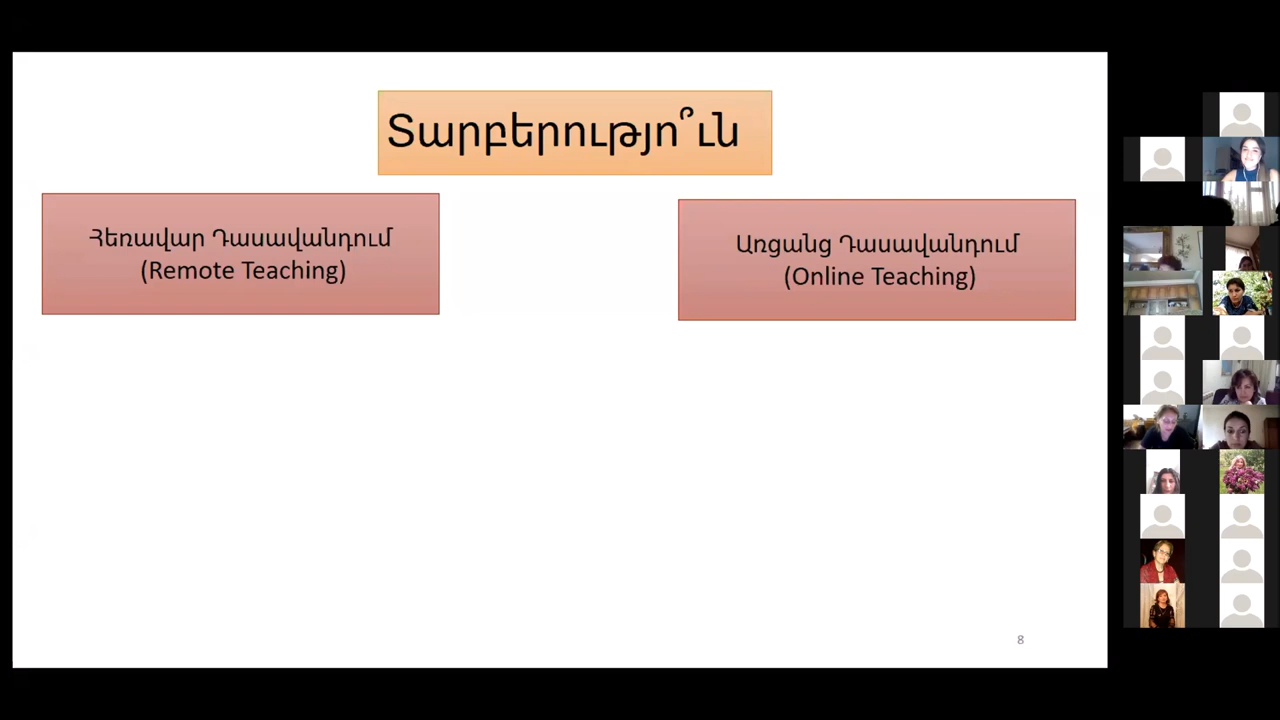 Տարբերությո՞ւն
Հեռավար Դասավանդում
(Remote Teaching)
Առցանց Դասավանդում
(Online Teaching)
8